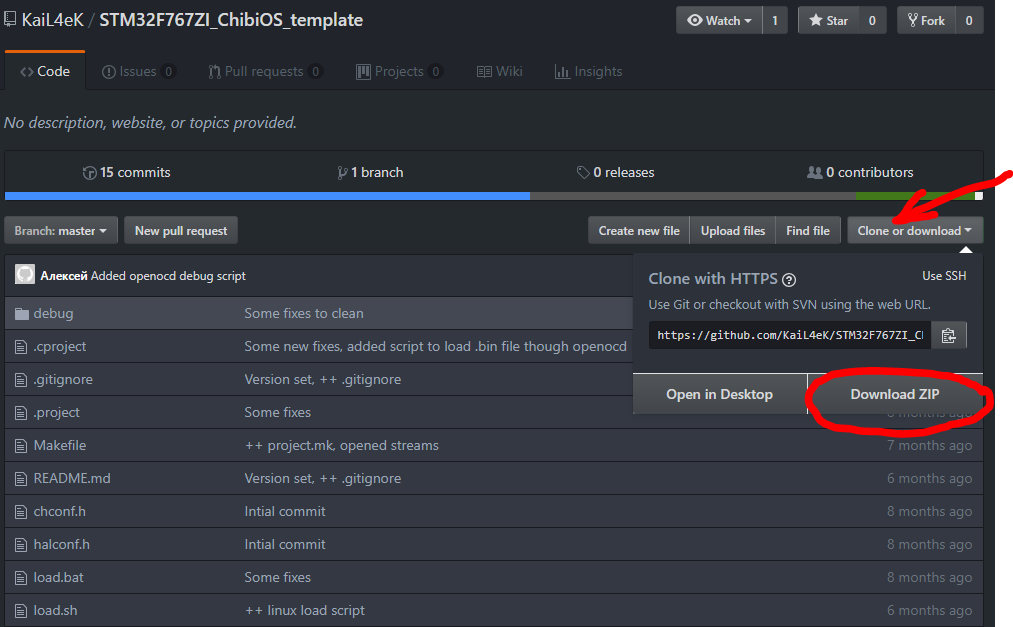 KaiL4eK / STM32F767ZI_ChibiOS_template
Watch 1 Star 0 Fork 0
Code Issues 0 Pull requests 0 Projects 0 Wiki Insights
No description, website, or topics provided.
15 commits 1 branch 0 releases 0 contributors
Branch: master New pull request Create new file Upload files Find file Clone or download
Алексей Added openocd debug script
Clone with HTTPS ? Use SSH
Use Git or checkout with SVN using the web URL.
https://github.com/KaiL4eK/STM32F767ZI_C
Open in Desktop Download ZIP
debug Some fixes to clean
.cproject Some new fixes, added script to load .bin file though openocd
.gitignore Version set, ++ .gitignore
.project Some fixes months ago
Makefile ++ project.mk, opened streams 7 months ago
README.md Version set, ++ .gitignore 6 months ago
chconf.h Intial commit 8 months ago
halconf.h Intial commit 8 months ago
load.bat Some fixes 8 months ago
load.sh ++ linux load script 6 months ago